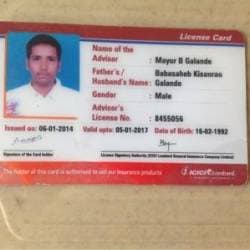 License Card
Name of the Advisor : Mayur B Galande
Father's / Husband's Name : Babasaheb Kisanrao Galande
Gender : Male
Advisor's License No. : 8455056
Issued on: 06-01-2014 Valid upto: 05-01-2017 Date of Birth: 16-02-1992
Signature of the Card holder License Signatory Authority (ICICI Lombard General Insurance Company Limited)
The holder of this card is authorised to sell our insurance products ICICI Lombard